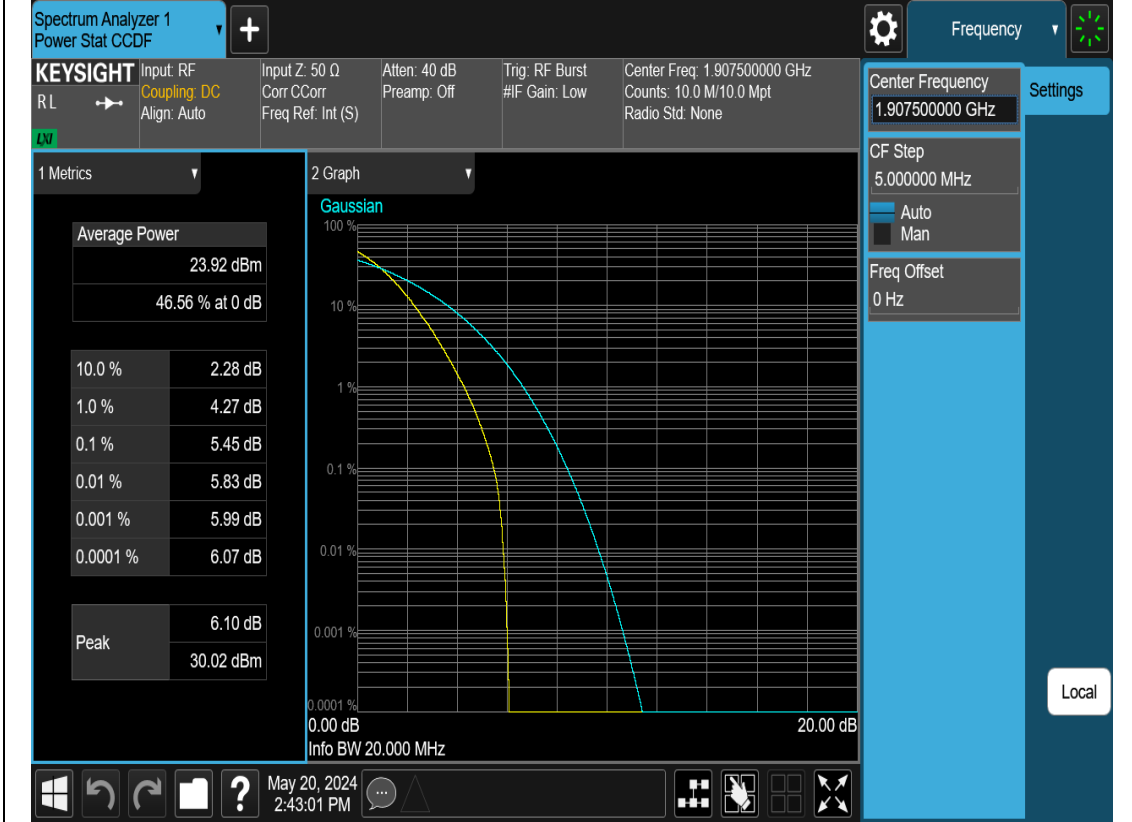 Spectrum Analyzer 1
Power Stat CCDF
Frequency
KEYSIGHT
RL
LXI
Input: RF
Coupling: DC
Align: Auto
Input Z: 50 Ω
Corr CCorr
Freq Ref: Int (S)
Atten: 40 dB
Preamp: Off
Trig: RF Burst
#IF Gain: Low
Center Freq: 1.907500000 GHz
Counts: 10.0 M/10.0 Mpt
Radio Std: None
Center Frequency
1.907500000 GHz
Settings
CF Step
5.000000 MHz
Auto
Man
Freq Offset
0 Hz
Local
1 Metrics
Average Power
23.92 dBm
46.56 % at 0 dB
10.0 % 2.28 dB
1.0 % 4.27 dB
0.1 % 5.45 dB
0.01 % 5.83 dB
0.001 % 5.99 dB
0.0001 % 6.07 dB
Peak
6.10 dB
30.02 dBm
2 Graph
Gaussian
100 %
10 %
1 %
0.1 %
0.01 %
0.001 %
0.0001 %
0.00 dB 20.00 dB
Info BW 20.000 MHz
?
May 20, 2024
2:43:01 PM